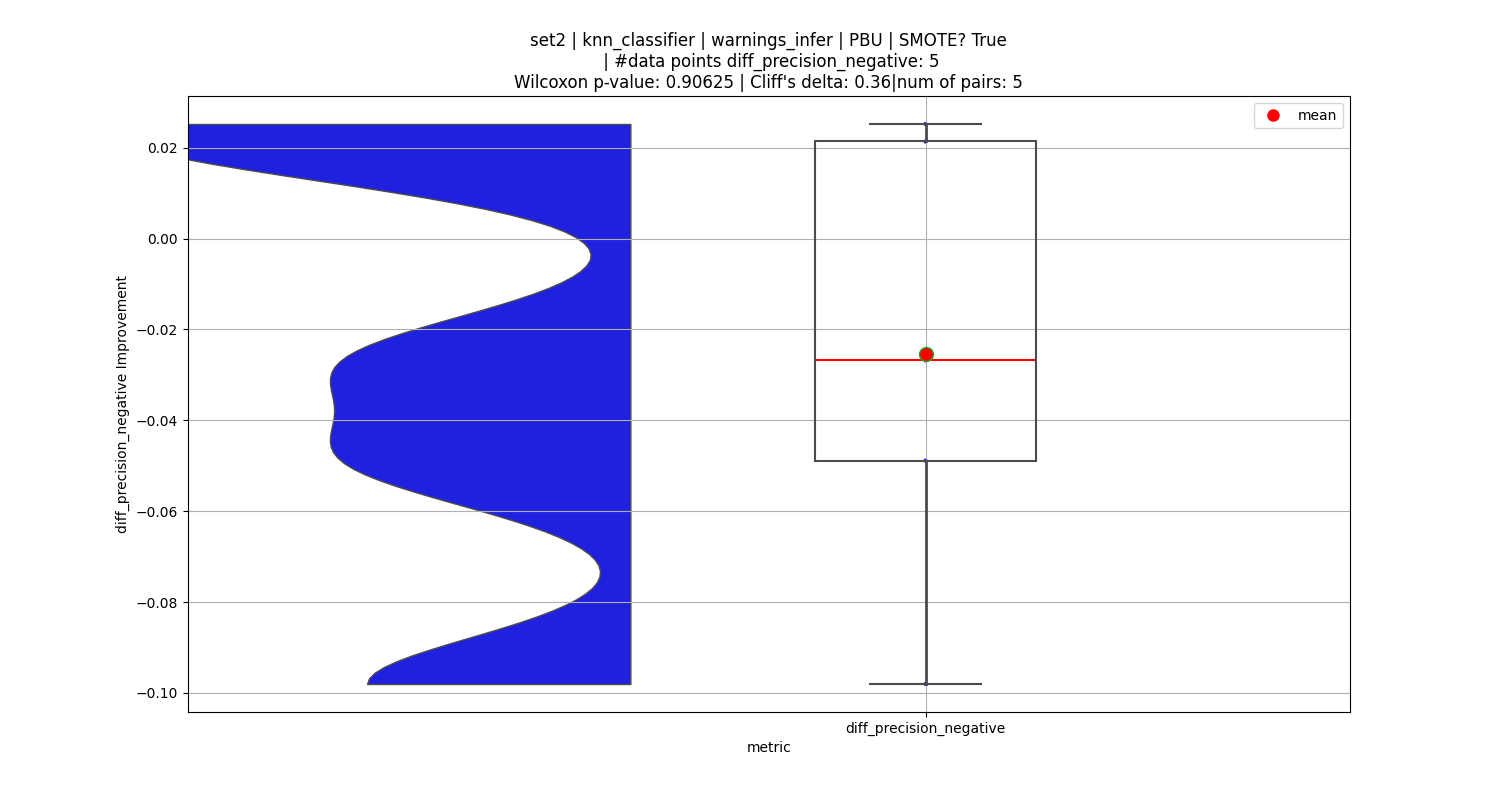 set2 | knn_classifier | warnings_infer | PBU | SMOTE? True
| #data points diff_precision_negative: 5
Wilcoxon p-value: 0.90625 | Cliff's delta: 0.36|num of pairs: 5
mean
0.02
0.00
−0.02
−0.04
−0.06
−0.08
−0.10
diff_precision_negative Improvement
diff_precision_negative
metric